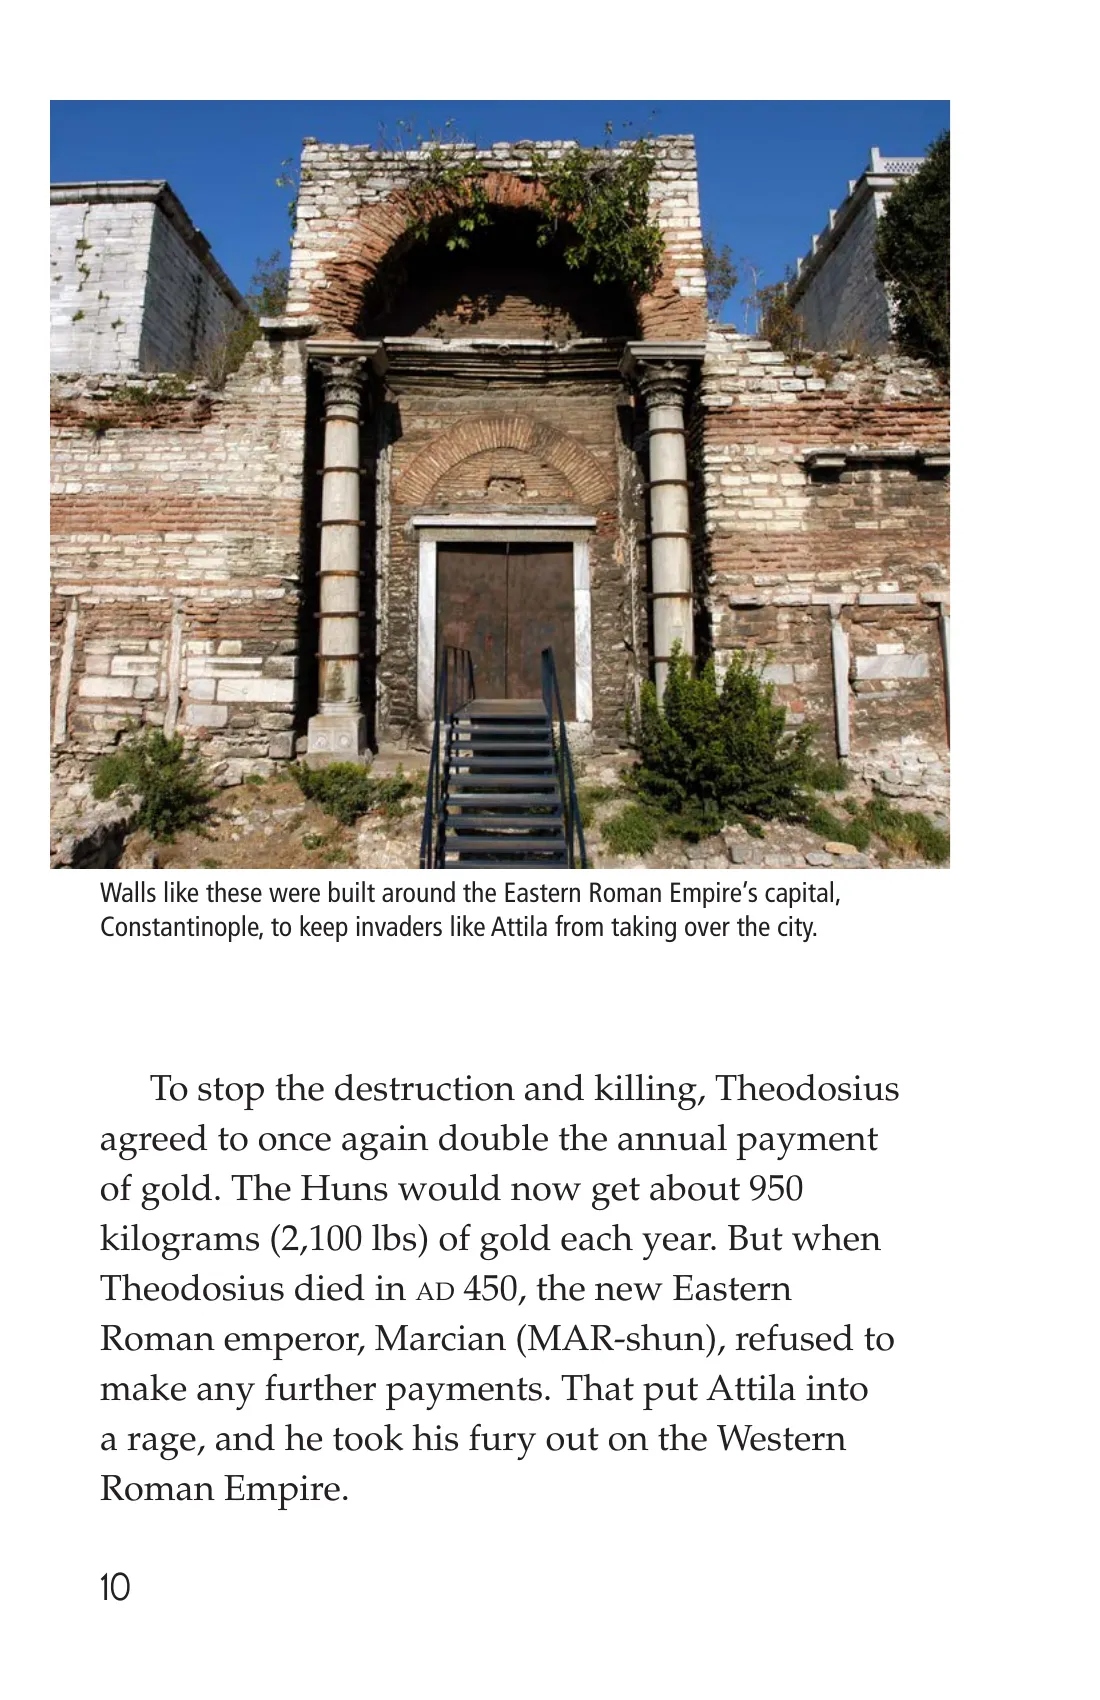 Walls like these were built around the Eastern Roman Empire’s capital,
Constantinople, to keep invaders like Attila from taking over the city.
To stop the destruction and killing, Theodosius
agreed to once again double the annual payment
of gold. The Huns would now get about 950
kilograms (2,100 lbs) of gold each year. But when
Theodosius died in AD 450, the new Eastern
Roman emperor, Marcian (MAR-shun), refused to
make any further payments. That put Attila into
a rage, and he took his fury out on the Western
Roman Empire.
10